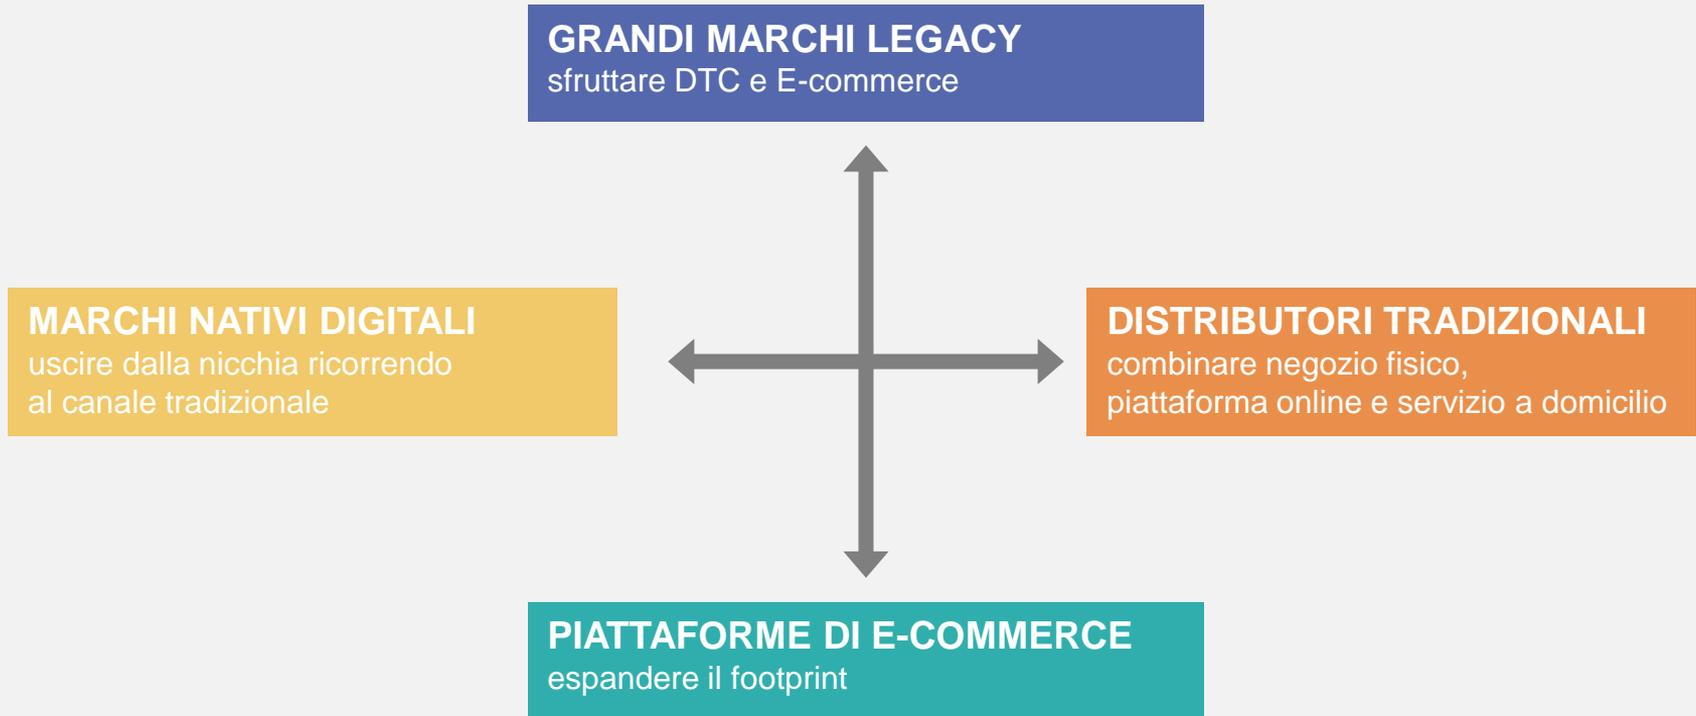 GRANDI MARCHI LEGACY
sfruttare DTC e E-commerce
MARCHI NATIVI DIGITALI
uscire dalla nicchia ricorrendo
al canale tradizionale
DISTRIBUTORI TRADIZIONALI
combinare negozio fisico,
piattaforma online e servizio a domicilio
PIATTAFORME DI E-COMMERCE
espandere il footprint